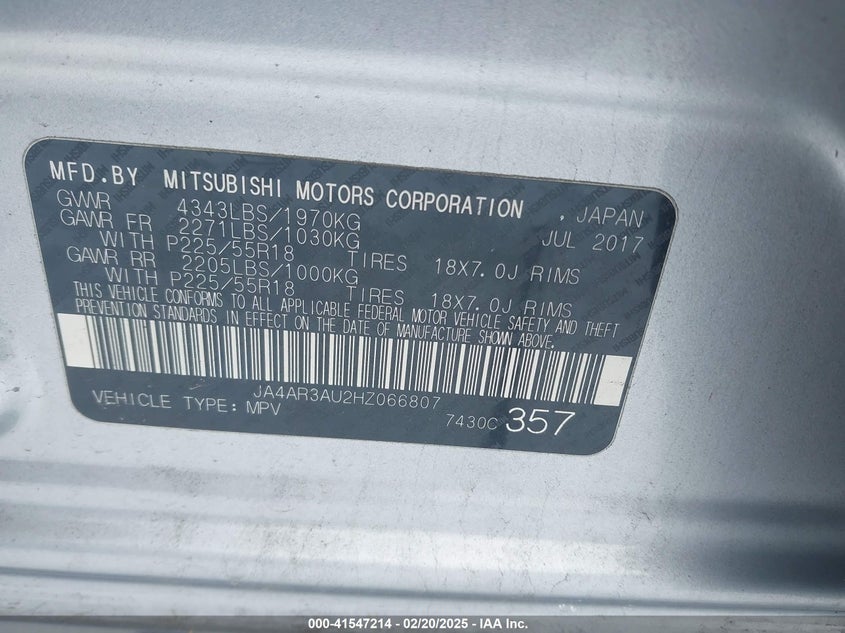 MFD.BY MITSUBISHI MOTORS CORPORATION , JAPAN
GVWR 4343LBS/1970KG JUL 2017
GAWR FR 2271LBS/1030KG
WITH P225/55R18 TIRES 18X7.0J RIMS
GAWR RR 2205LBS/1000KG
WITH P225/55R18 TIRES 18X7.0J RIMS
THIS VEHICLE CONFORMS TO ALL APPLICABLE FEDERAL MOTOR VEHICLE SAFETY AND THEFT
PREVENTION STANDARDS IN EFFECT ON THE DATE OF MANUFACTURE SHOWN ABOVE.
JA4AR3AU2HZ066807
VEHICLE TYPE: MPV 7430C 357
000-41547214 - 02/20/2025 - IAA Inc.